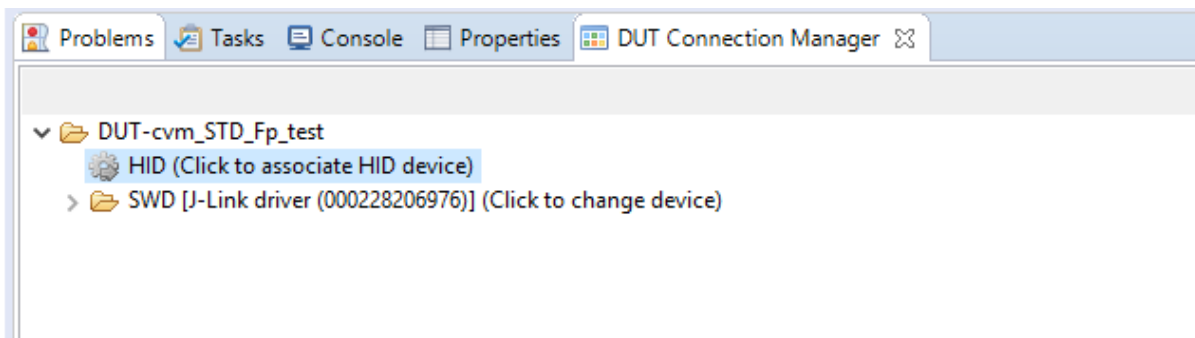 Problems Tasks Console Properties DUT Connection Manager
DUT-cvm_STD_Fp_test
HID (Click to associate HID device)
SWD [J-Link driver (000228206976)] (Click to change device)